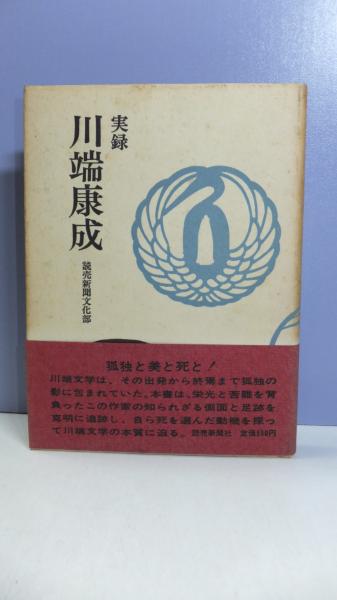 実録
川端康成
読売新聞文化部
孤独と美と死と!
川端文学は、その出発から終焉まで孤独の
影に包まれていた。本書は、栄光と苦難を背
負ったこの作家の知られざる側面と足跡を
克明に追跡し、自ら死を選んだ動機を探っ
て川端文学の本質に迫る。 読売新聞社 定価550円